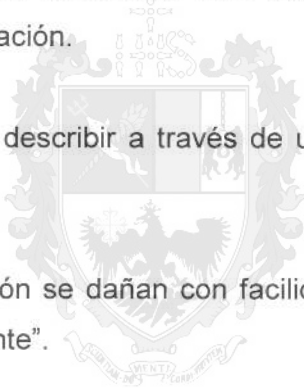 ación.
describir a través de u
ón se dañan con facilid
nte".